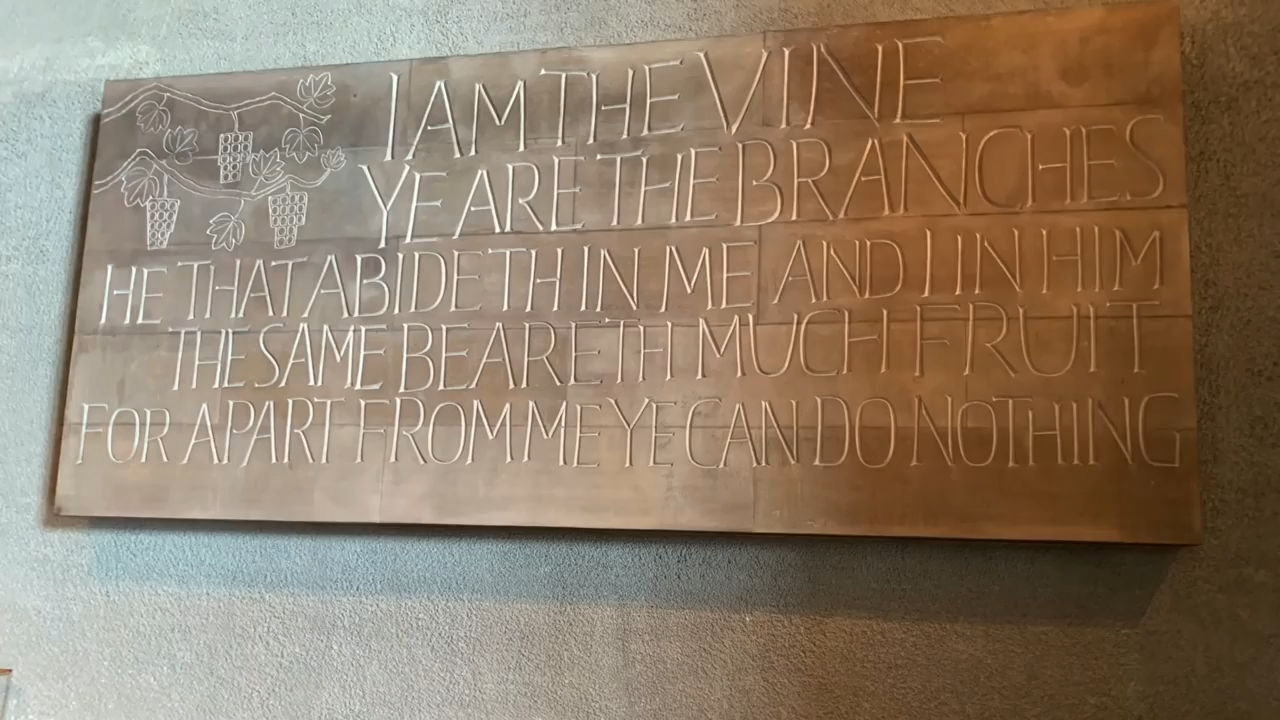 I AM THE VINE
YE ARE THE BRANCHES
HE THAT ABIDETH IN ME AND I IN HIM
THE SAME BEARETH MUCH FRUIT
FOR APART FROM ME YE CAN DO NOTHING